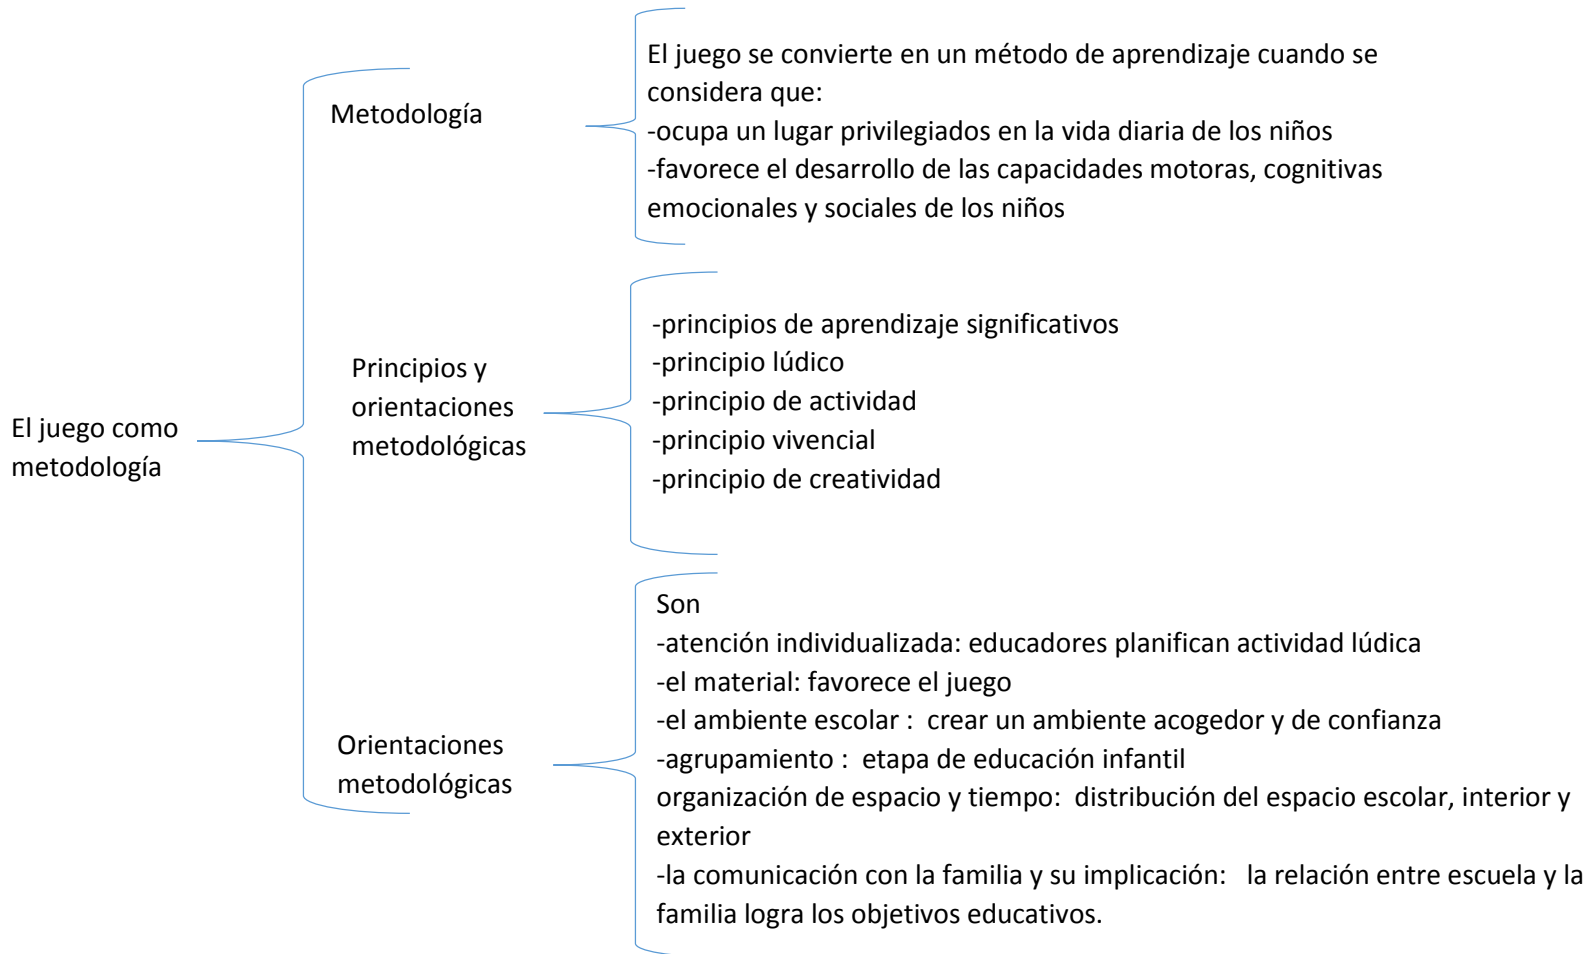 El juego como
metodología
Metodología
El juego se convierte en un método de aprendizaje cuando se
considera que:
-ocupa un lugar privilegiados en la vida diaria de los niños
-favorece el desarrollo de las capacidades motoras, cognitivas
emocionales y sociales de los niños
Principios y
orientaciones
metodológicas
-principios de aprendizaje significativos
-principio lúdico
-principio de actividad
-principio vivencial
-principio de creatividad
Orientaciones
metodológicas
Son
-atención individualizada: educadores planifican actividad lúdica
-el material: favorece el juego
-el ambiente escolar :  crear un ambiente acogedor y de confianza
-agrupamiento :  etapa de educación infantil
organización de espacio y tiempo:  distribución del espacio escolar, interior y
exterior
-la comunicación con la familia y su implicación:   la relación entre escuela y la
familia logra los objetivos educativos.